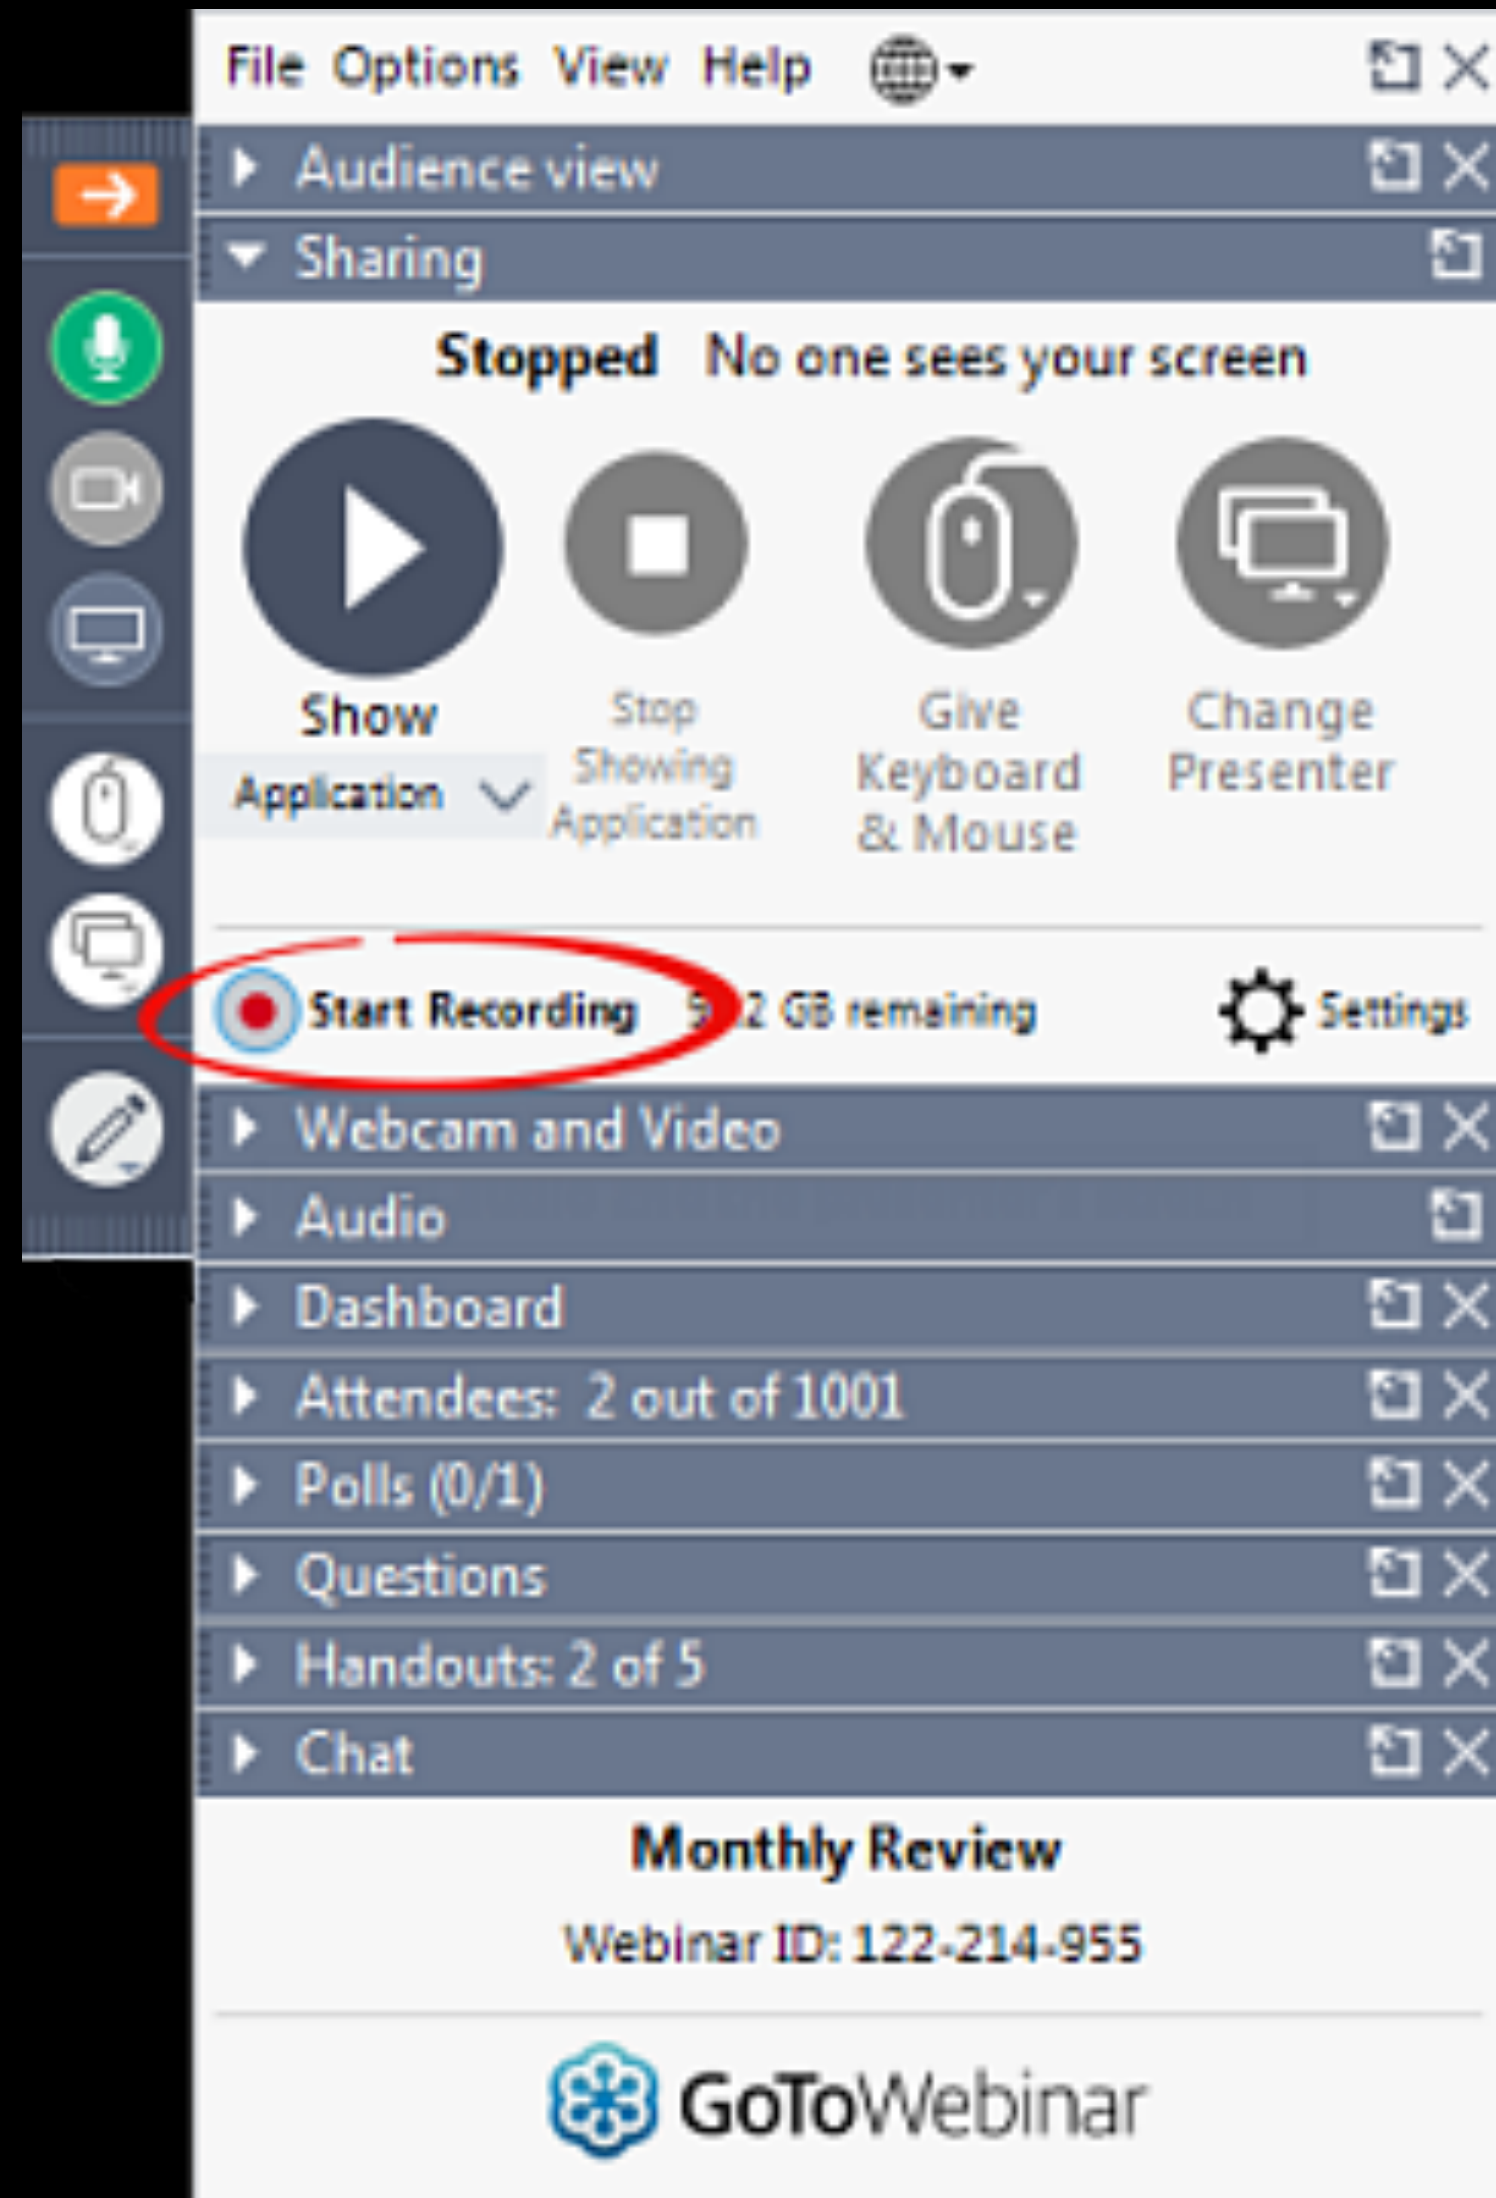 File Options View Help
Audience view
Sharing
Stopped No one sees your screen
Show
Application
Stop
Showing
Application
Give
Keyboard
& Mouse
Change
Presenter
Start Recording GB remaining Settings
Webcam and Video
Audio
Dashboard
Attendees: 2 out of 1001
Polls (0/1)
Questions
Handouts: 2 of 5
Chat
Monthly Review
Webinar ID: 122-214-955
GoToWebinar